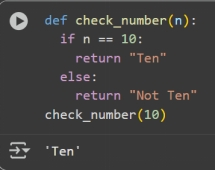 def check_number(n):
  if n == 10:
    return "Ten"
  else:
    return "Not Ten"
check_number(10)
'Ten'